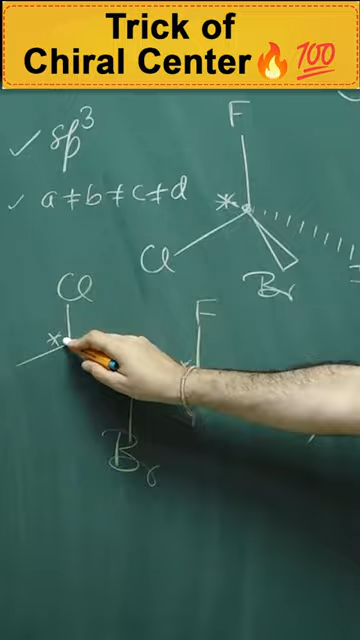 Trick of
Chiral Center🔥💯
✓ sp³
✓ a ≠ b ≠ c ≠ d
F
*
Cl
Br
Cl
F
*
Br